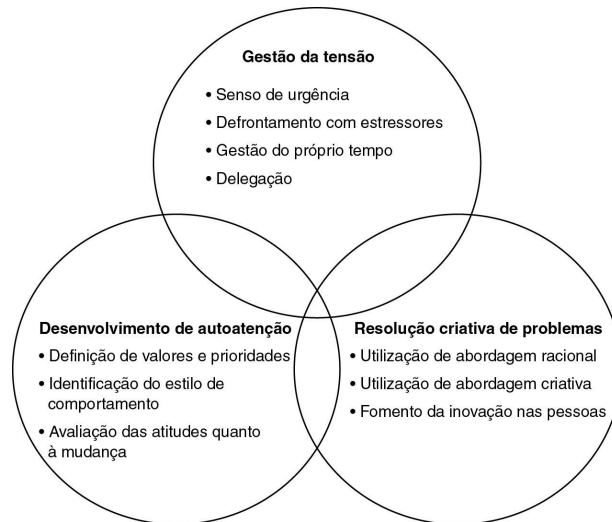 Gestão da tensão
• Senso de urgência
• Defrontamento com estressores
• Gestão do próprio tempo
• Delegação
Desenvolvimento de autoatenção
• Definição de valores e prioridades
• Identificação do estilo de
comportamento
• Avaliação das atitudes quanto
à mudança
Resolução criativa de problemas
• Utilização de abordagem racional
• Utilização de abordagem criativa
• Fomento da inovação nas pessoas